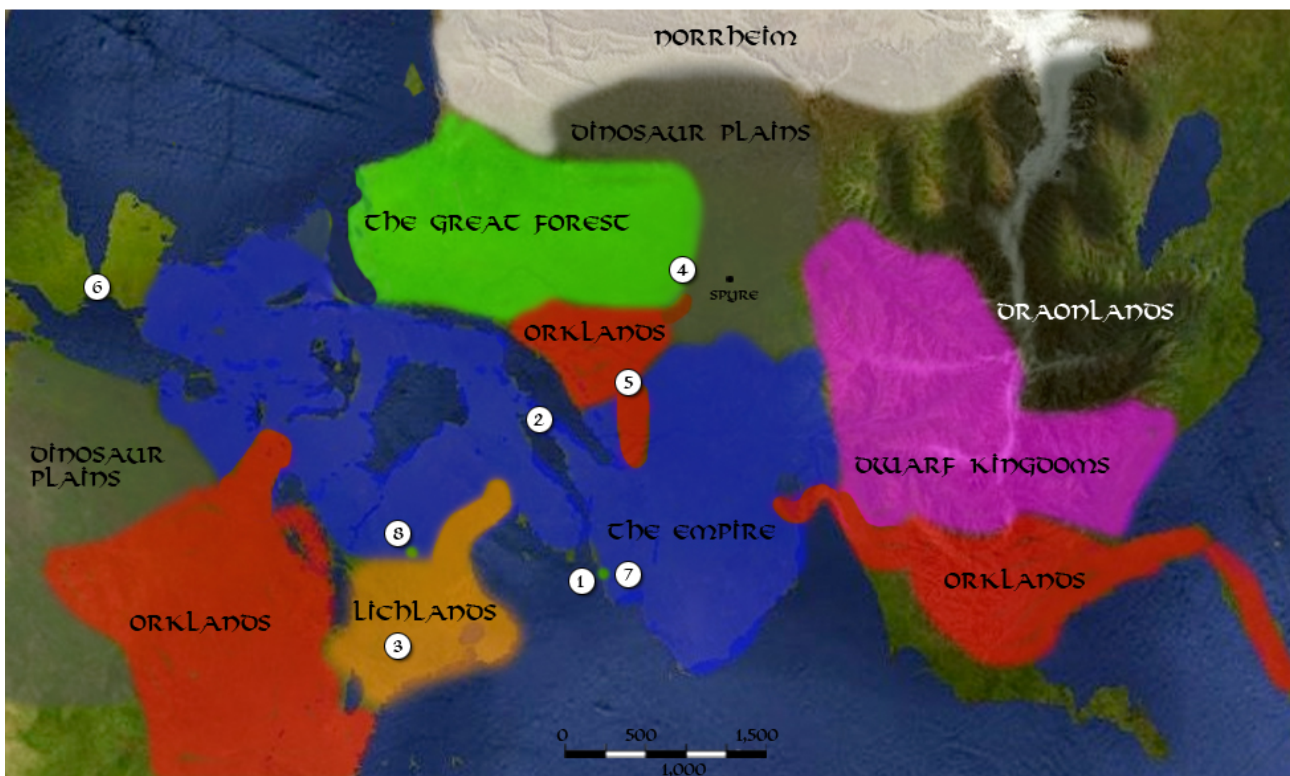 NORRHEIM
DINOSAUR PLAINS
THE GREAT FOREST
4
6
SPYRE
ORKLANDS
DRAONLANDS
5
2
DINOSAUR
PLAINS
DWARF KINGDOMS
8
THE EMPIRE
1
7
ORKLANDS
LICHLANDS
ORKLANDS
3
0 500 1,500
1,000